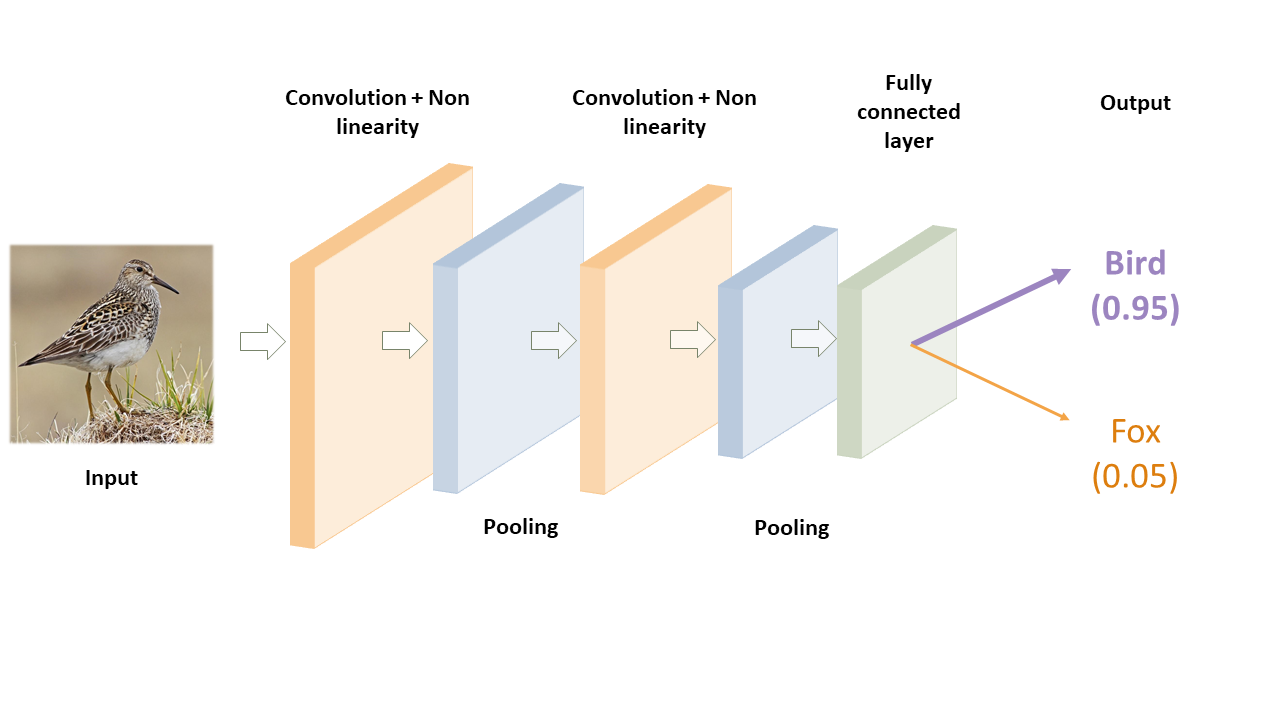 Convolution + Non
linearity
Convolution + Non
linearity
Fully
connected
layer
Output
Input
Pooling
Pooling
Bird
(0.95)
Fox
(0.05)